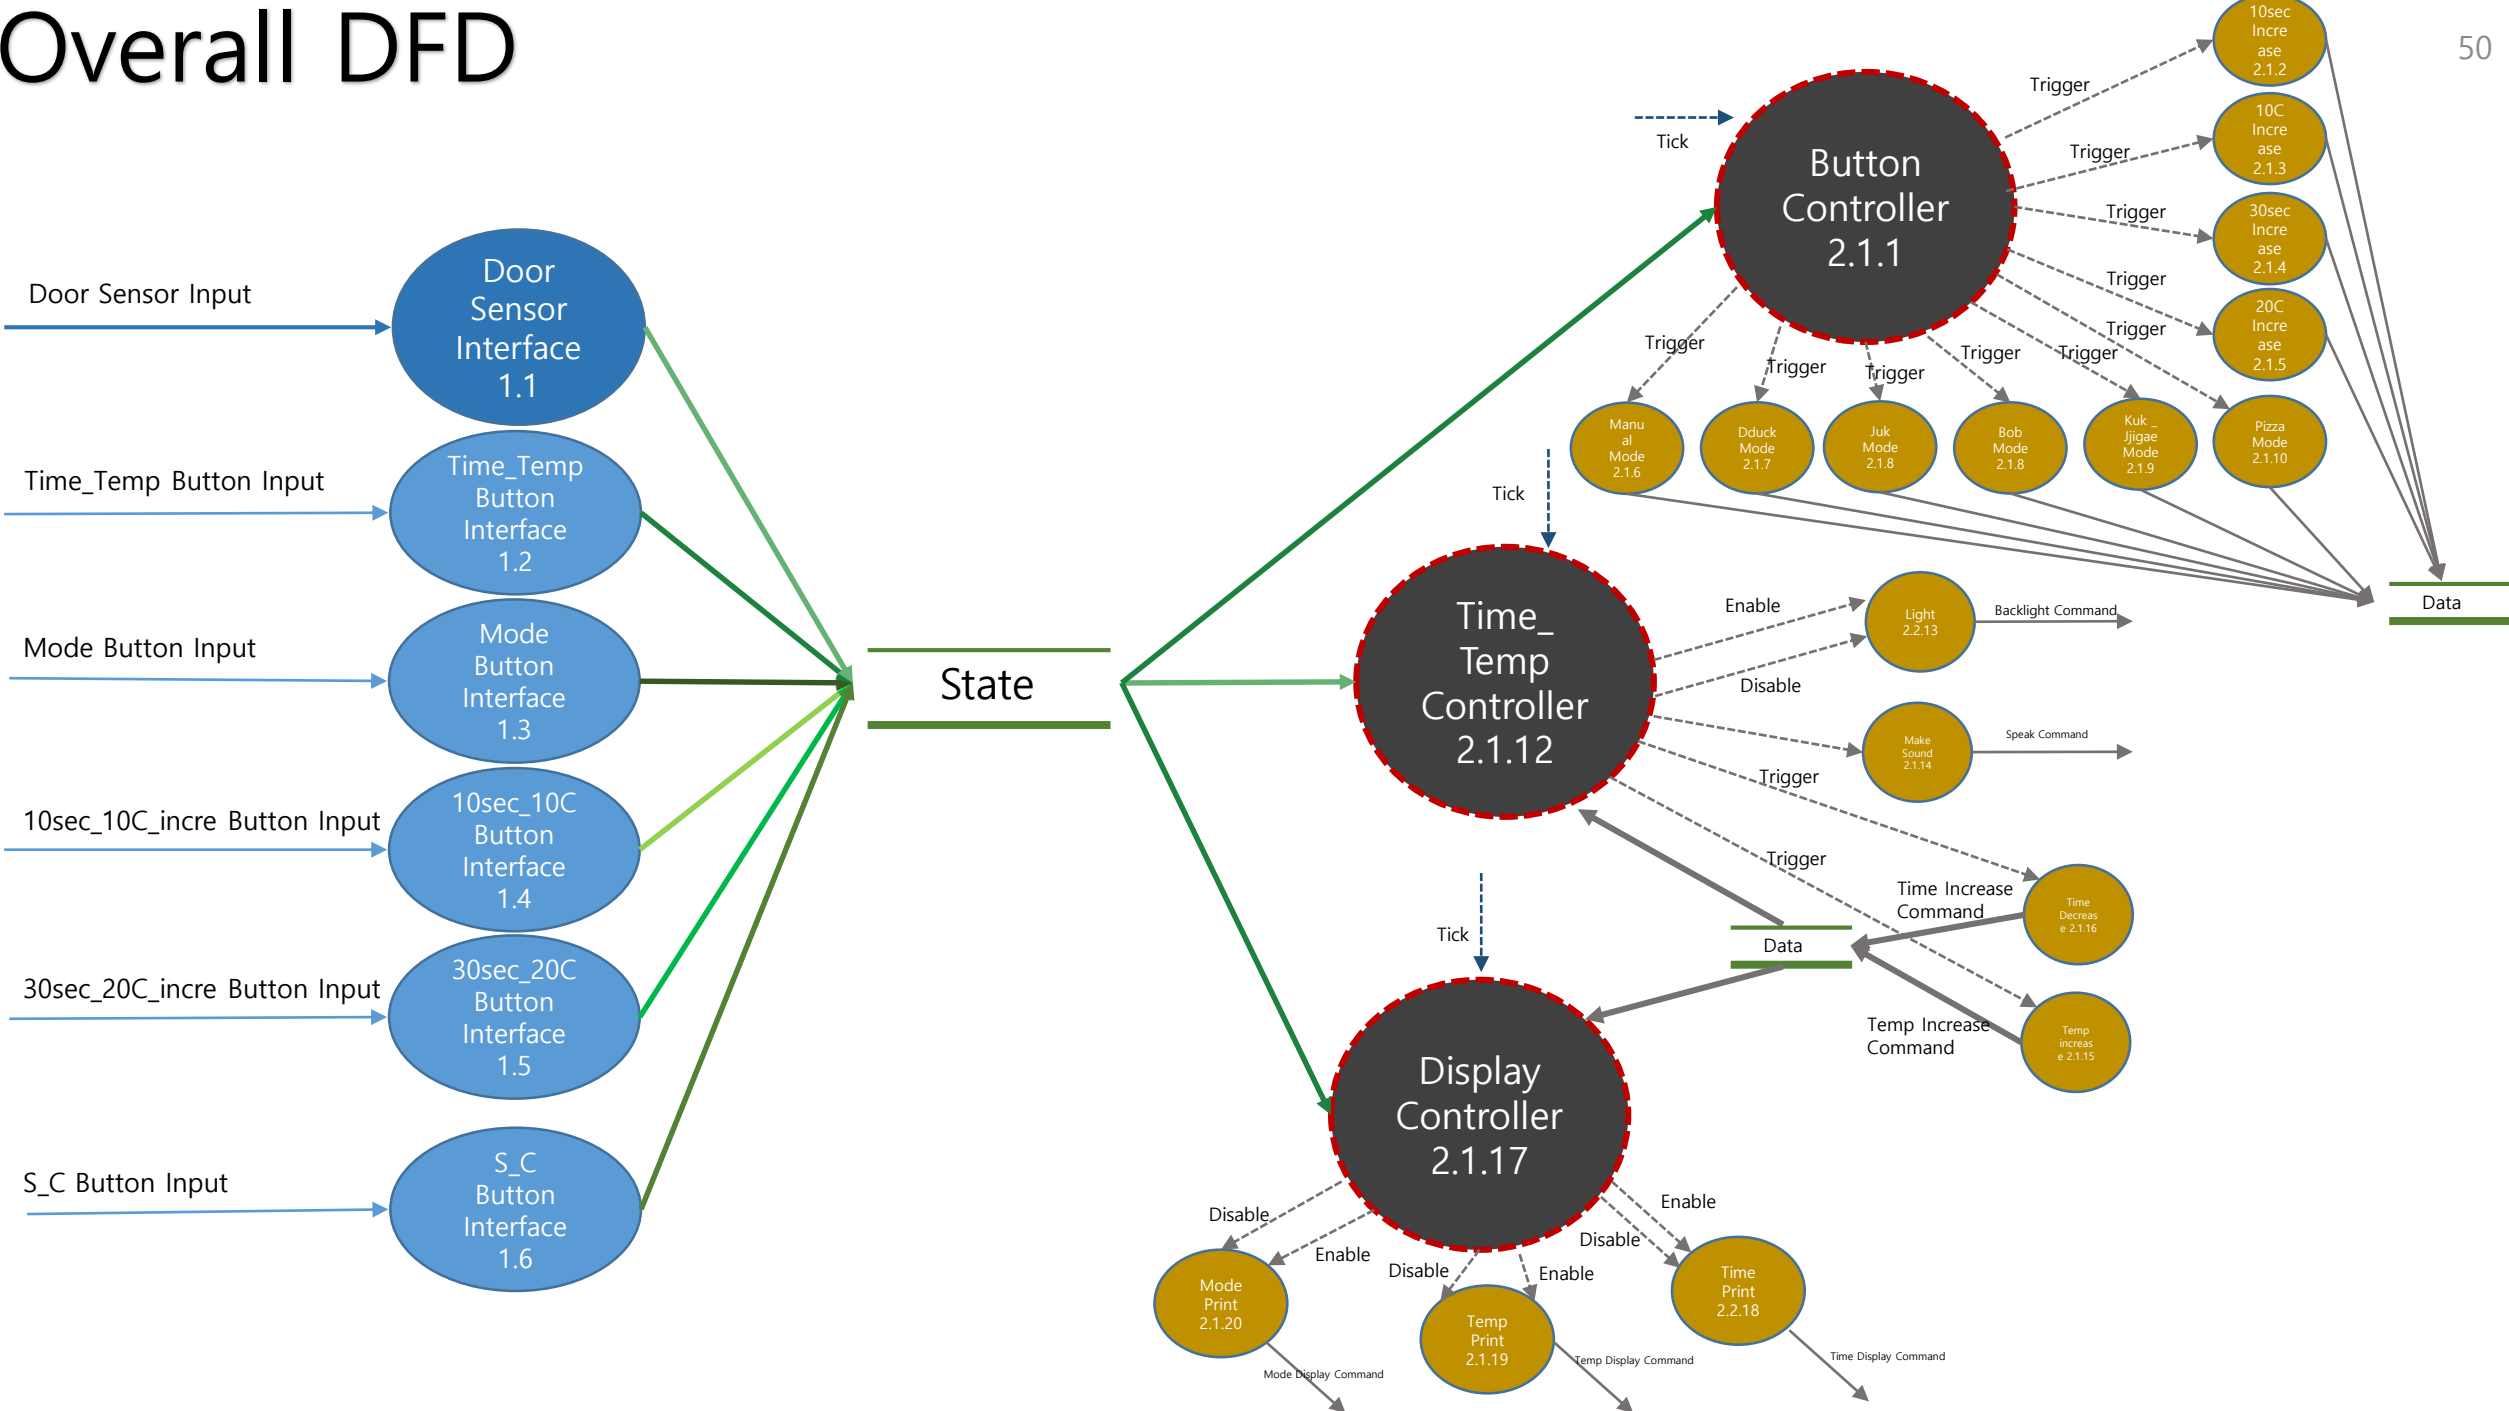 Overall DFD
50
Door Sensor Input
Time_Temp Button Input
Mode Button Input
10sec_10C_incre Button Input
30sec_20C_incre Button Input
S_C Button Input
Door
Sensor
Interface
1.1
Time_Temp
Button
Interface
1.2
Mode
Button
Interface
1.3
10sec_10C
Button
Interface
1.4
30sec_20C
Button
Interface
1.5
S_C
Button
Interface
1.6
State
Tick
Button
Controller
2.1.1
Trigger
Trigger
Trigger
Trigger
Trigger
Trigger
Trigger
Trigger
Trigger
Trigger
10sec
Incre
ase
2.1.2
10C
Incre
ase
2.1.3
30sec
Incre
ase
2.1.4
20C
Incre
ase
2.1.5
Manu
al
Mode
2.1.6
Dduck
Mode
2.1.7
Juk
Mode
2.1.8
Bob
Mode
2.1.8
Kuk _
Jjigae
Mode
2.1.9
Pizza
Mode
2.1.10
Data
Tick
Time_
Temp
Controller
2.1.12
Enable
Disable
Light
2.2.13
Backlight Command
Make
Sound
2.1.14
Speak Command
Trigger
Trigger
Time Increase
Command
Time
Decreas
e 2.1.16
Data
Temp Increase
Command
Temp
increas
e 2.1.15
Tick
Display
Controller
2.1.17
Disable
Enable
Disable
Enable
Disable
Enable
Mode
Print
2.1.20
Temp
Print
2.1.19
Time
Print
2.2.18
Mode Display Command
Temp Display Command
Time Display Command